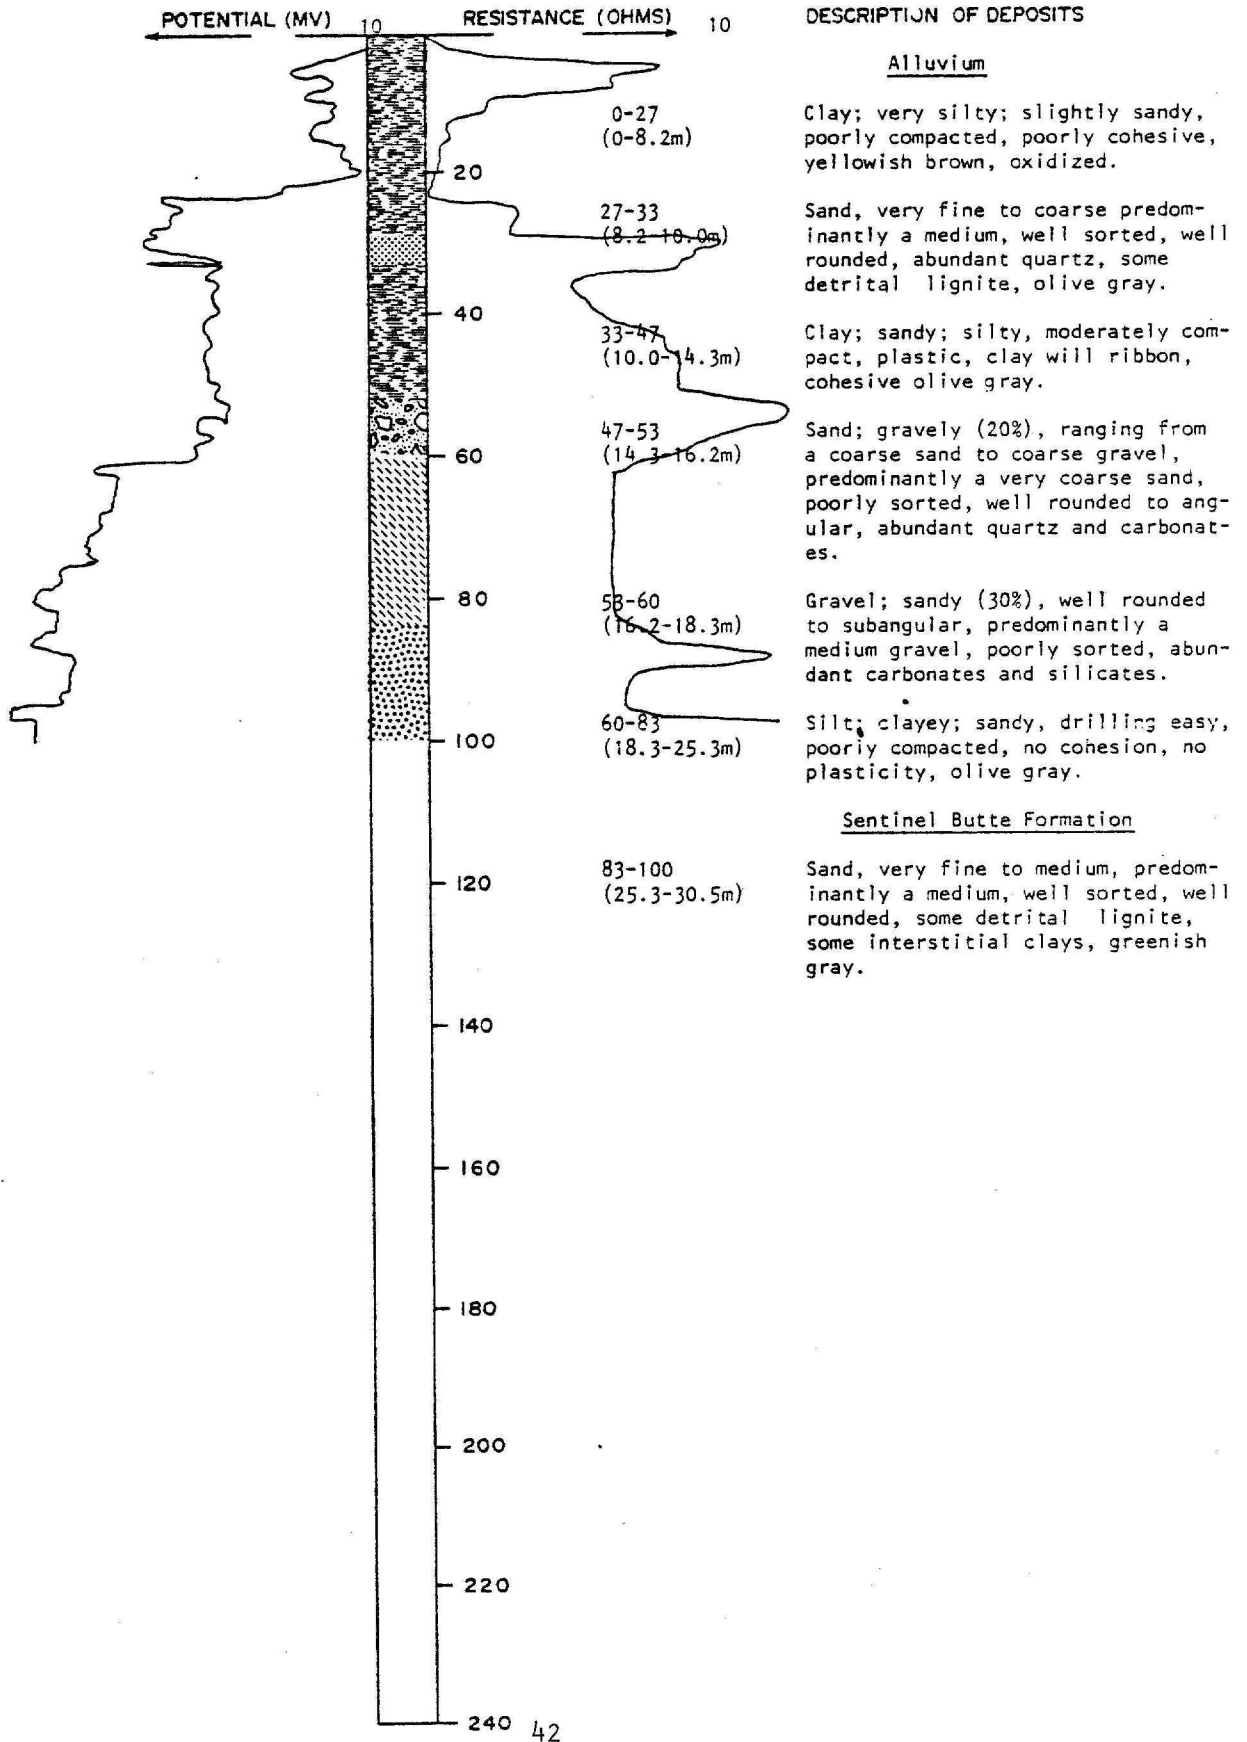 POTENTIAL (MV) 10 RESISTANCE (OHMS) 10 DESCRIPTION OF DEPOSITS
Alluvium
0-27
(0-8.2m)
Clay; very silty; slightly sandy,
poorly compacted, poorly cohesive,
yellowish brown, oxidized.
20
27-33
(8.2-10.0m)
Sand, very fine to coarse predom-
inantly a medium, well sorted, well
rounded, abundant quartz, some
detrital lignite, olive gray.
40
33-47
(10.0-14.3m)
Clay; sandy; silty, moderately com-
pact, plastic, clay will ribbon,
cohesive olive gray.
47-53
(14.3-16.2m)
Sand; gravely (20%), ranging from
a coarse sand to coarse gravel,
predominantly a very coarse sand,
poorly sorted, well rounded to ang-
ular, abundant quartz and carbonat-
es.
60
80
53-60
(16.2-18.3m)
Gravel; sandy (30%), well rounded
to subangular, predominantly a
medium gravel, poorly sorted, abun-
dant carbonates and silicates.
60-83
(18.3-25.3m)
Silt; clayey; sandy, drilling easy,
poorly compacted, no cohesion, no
plasticity, olive gray.
100
Sentinel Butte Formation
83-100
(25.3-30.5m)
Sand, very fine to medium, predom-
inantly a medium, well sorted, well
rounded, some detrital lignite,
some interstitial clays, greenish
gray.
120
140
160
180
200
220
240
42